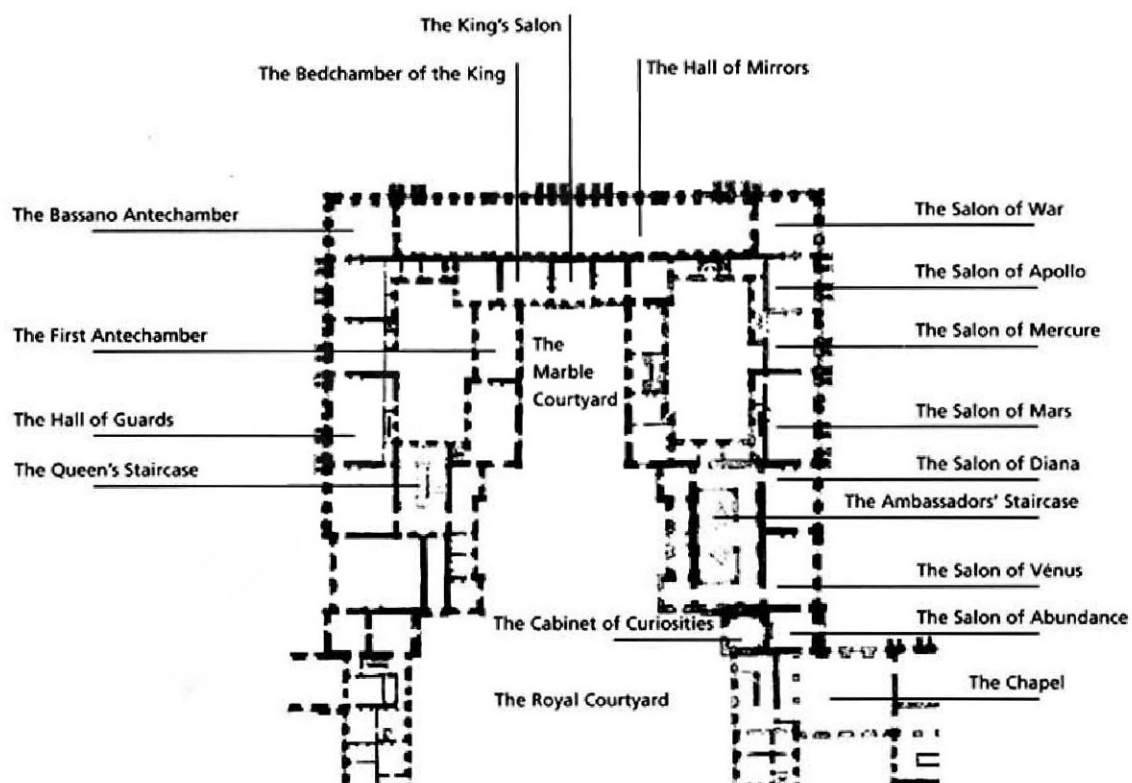 The King's Salon
The Bedchamber of the King
The Hall of Mirrors
The Bassano Antechamber
The Salon of War
The Salon of Apollo
The First Antechamber
The Marble Courtyard
The Salon of Mercure
The Hall of Guards
The Salon of Mars
The Queen's Staircase
The Salon of Diana
The Ambassadors' Staircase
The Salon of Vénus
The Cabinet of Curiosities
The Salon of Abundance
The Royal Courtyard
The Chapel